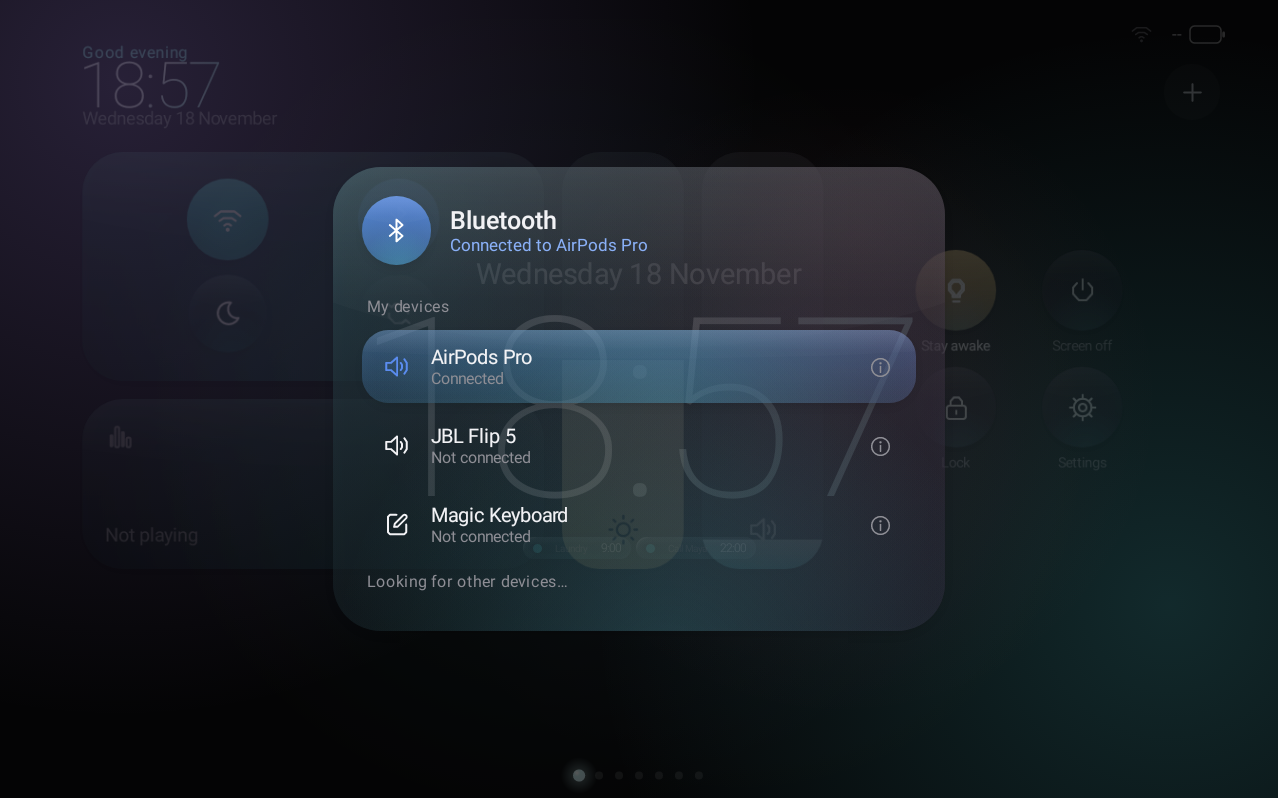 Good evening
18:57
Wednesday 18 November
--
Bluetooth
Connected to AirPods Pro
Wednesday 18 November
18:57
My devices
AirPods Pro
Connected
JBL Flip 5
Not connected
Magic Keyboard
Not connected
9:00
22:00
Looking for other devices…
Stay awake
Screen off
Lock
Settings
Not playing